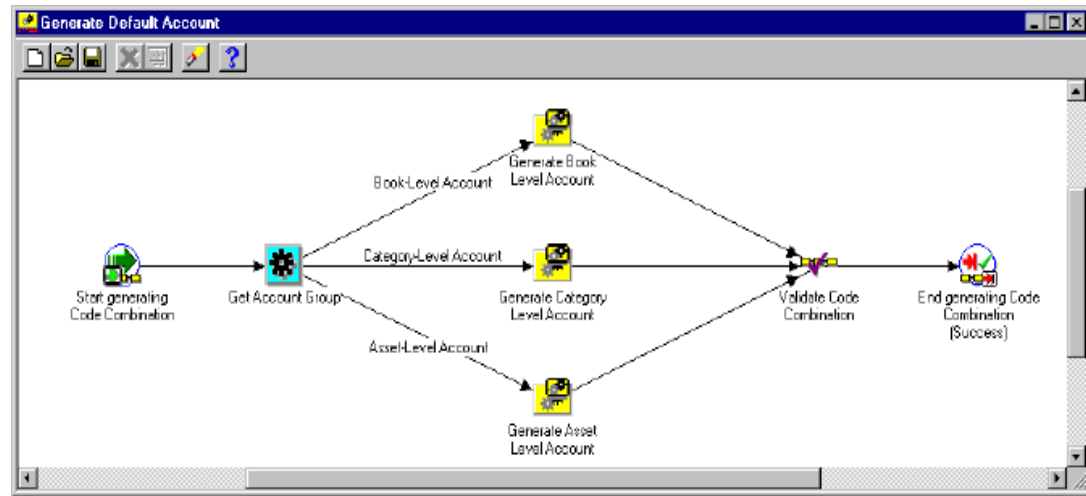 Generate Default Account
?
Generate Book
Level Account
Book-Level Account
Category-Level Account
Start generating
Code Combination
Get Account Group
Generate Category
Level Account
Validate Code
Combination
End generating Code
Combination
(Success)
Asset-Level Account
Generate Asset
Level Account